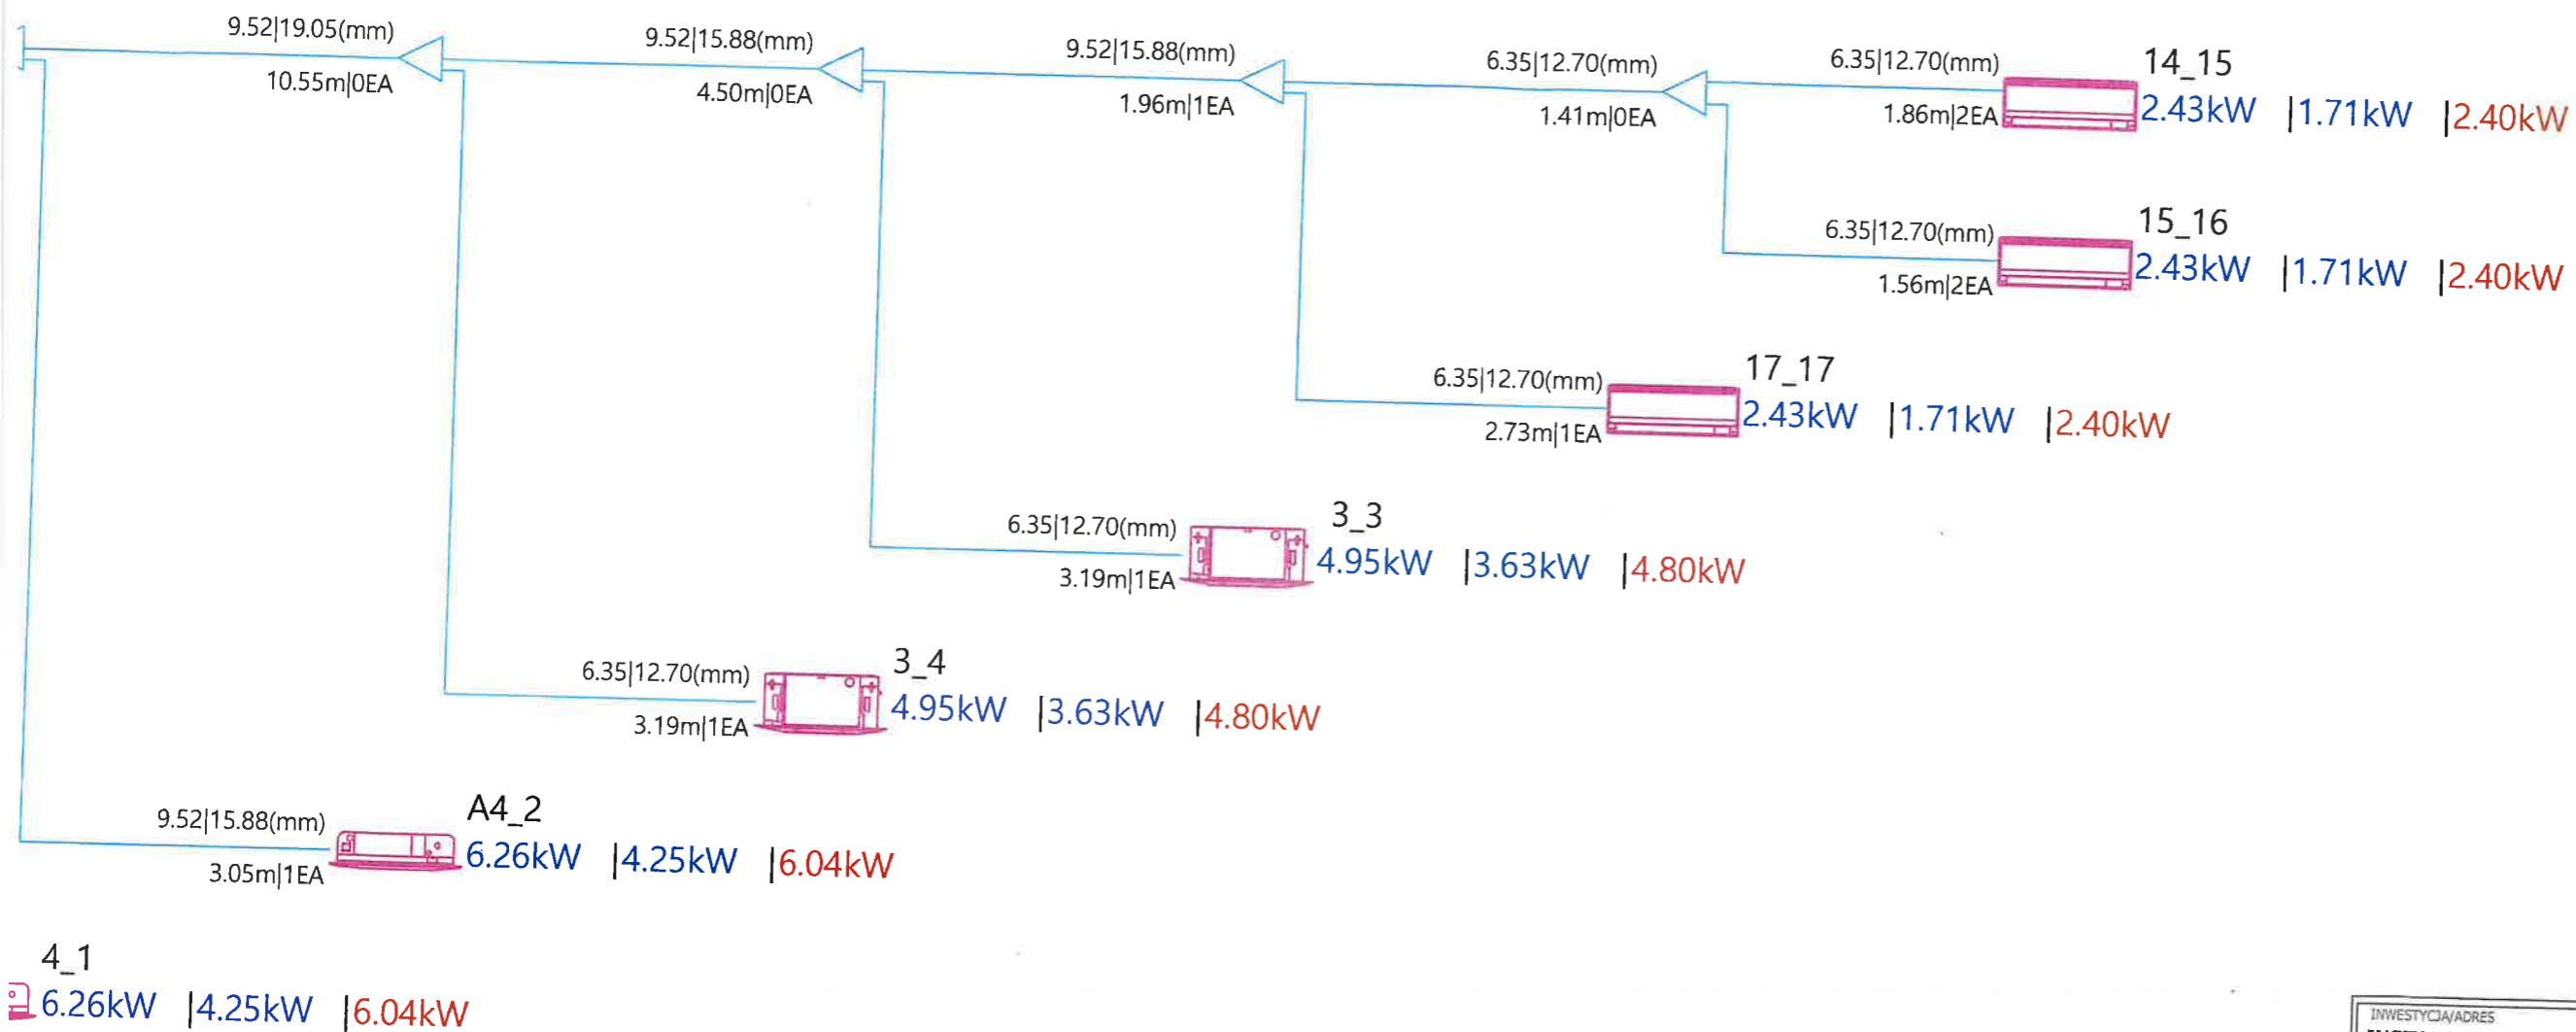 9.52|19.05(mm)
10.55m|0EA
9.52|15.88(mm)
4.50m|0EA
9.52|15.88(mm)
1.96m|1EA
6.35|12.70(mm)
1.41m|0EA
6.35|12.70(mm)
1.86m|2EA
14_15
2.43kW |1.71kW |2.40kW
6.35|12.70(mm)
1.56m|2EA
15_16
2.43kW |1.71kW |2.40kW
6.35|12.70(mm)
2.73m|1EA
17_17
2.43kW |1.71kW |2.40kW
6.35|12.70(mm)
3.19m|1EA
3_3
4.95kW |3.63kW |4.80kW
6.35|12.70(mm)
3.19m|1EA
3_4
4.95kW |3.63kW |4.80kW
9.52|15.88(mm)
3.05m|1EA
A4_2
6.26kW |4.25kW |6.04kW
4_1
6.26kW |4.25kW |6.04kW
INWESTYCJA/ADRES